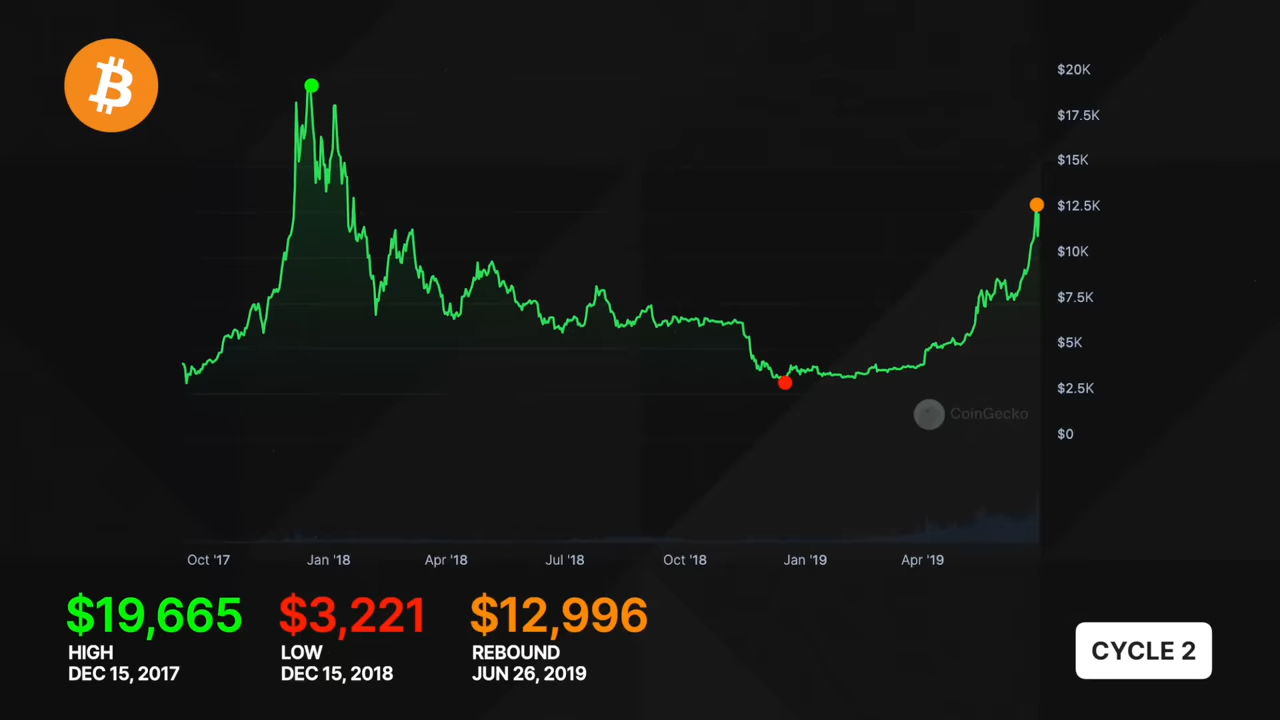 $20K
$17.5K
$15K
$12.5K
$10K
$7.5K
$5K
$2.5K
$0
CoinGecko
Oct '17
Jan '18
Apr '18
Jul '18
Oct '18
Jan '19
Apr '19
$19,665
HIGH
DEC 15, 2017
$3,221
LOW
DEC 15, 2018
$12,996
REBOUND
JUN 26, 2019
CYCLE 2